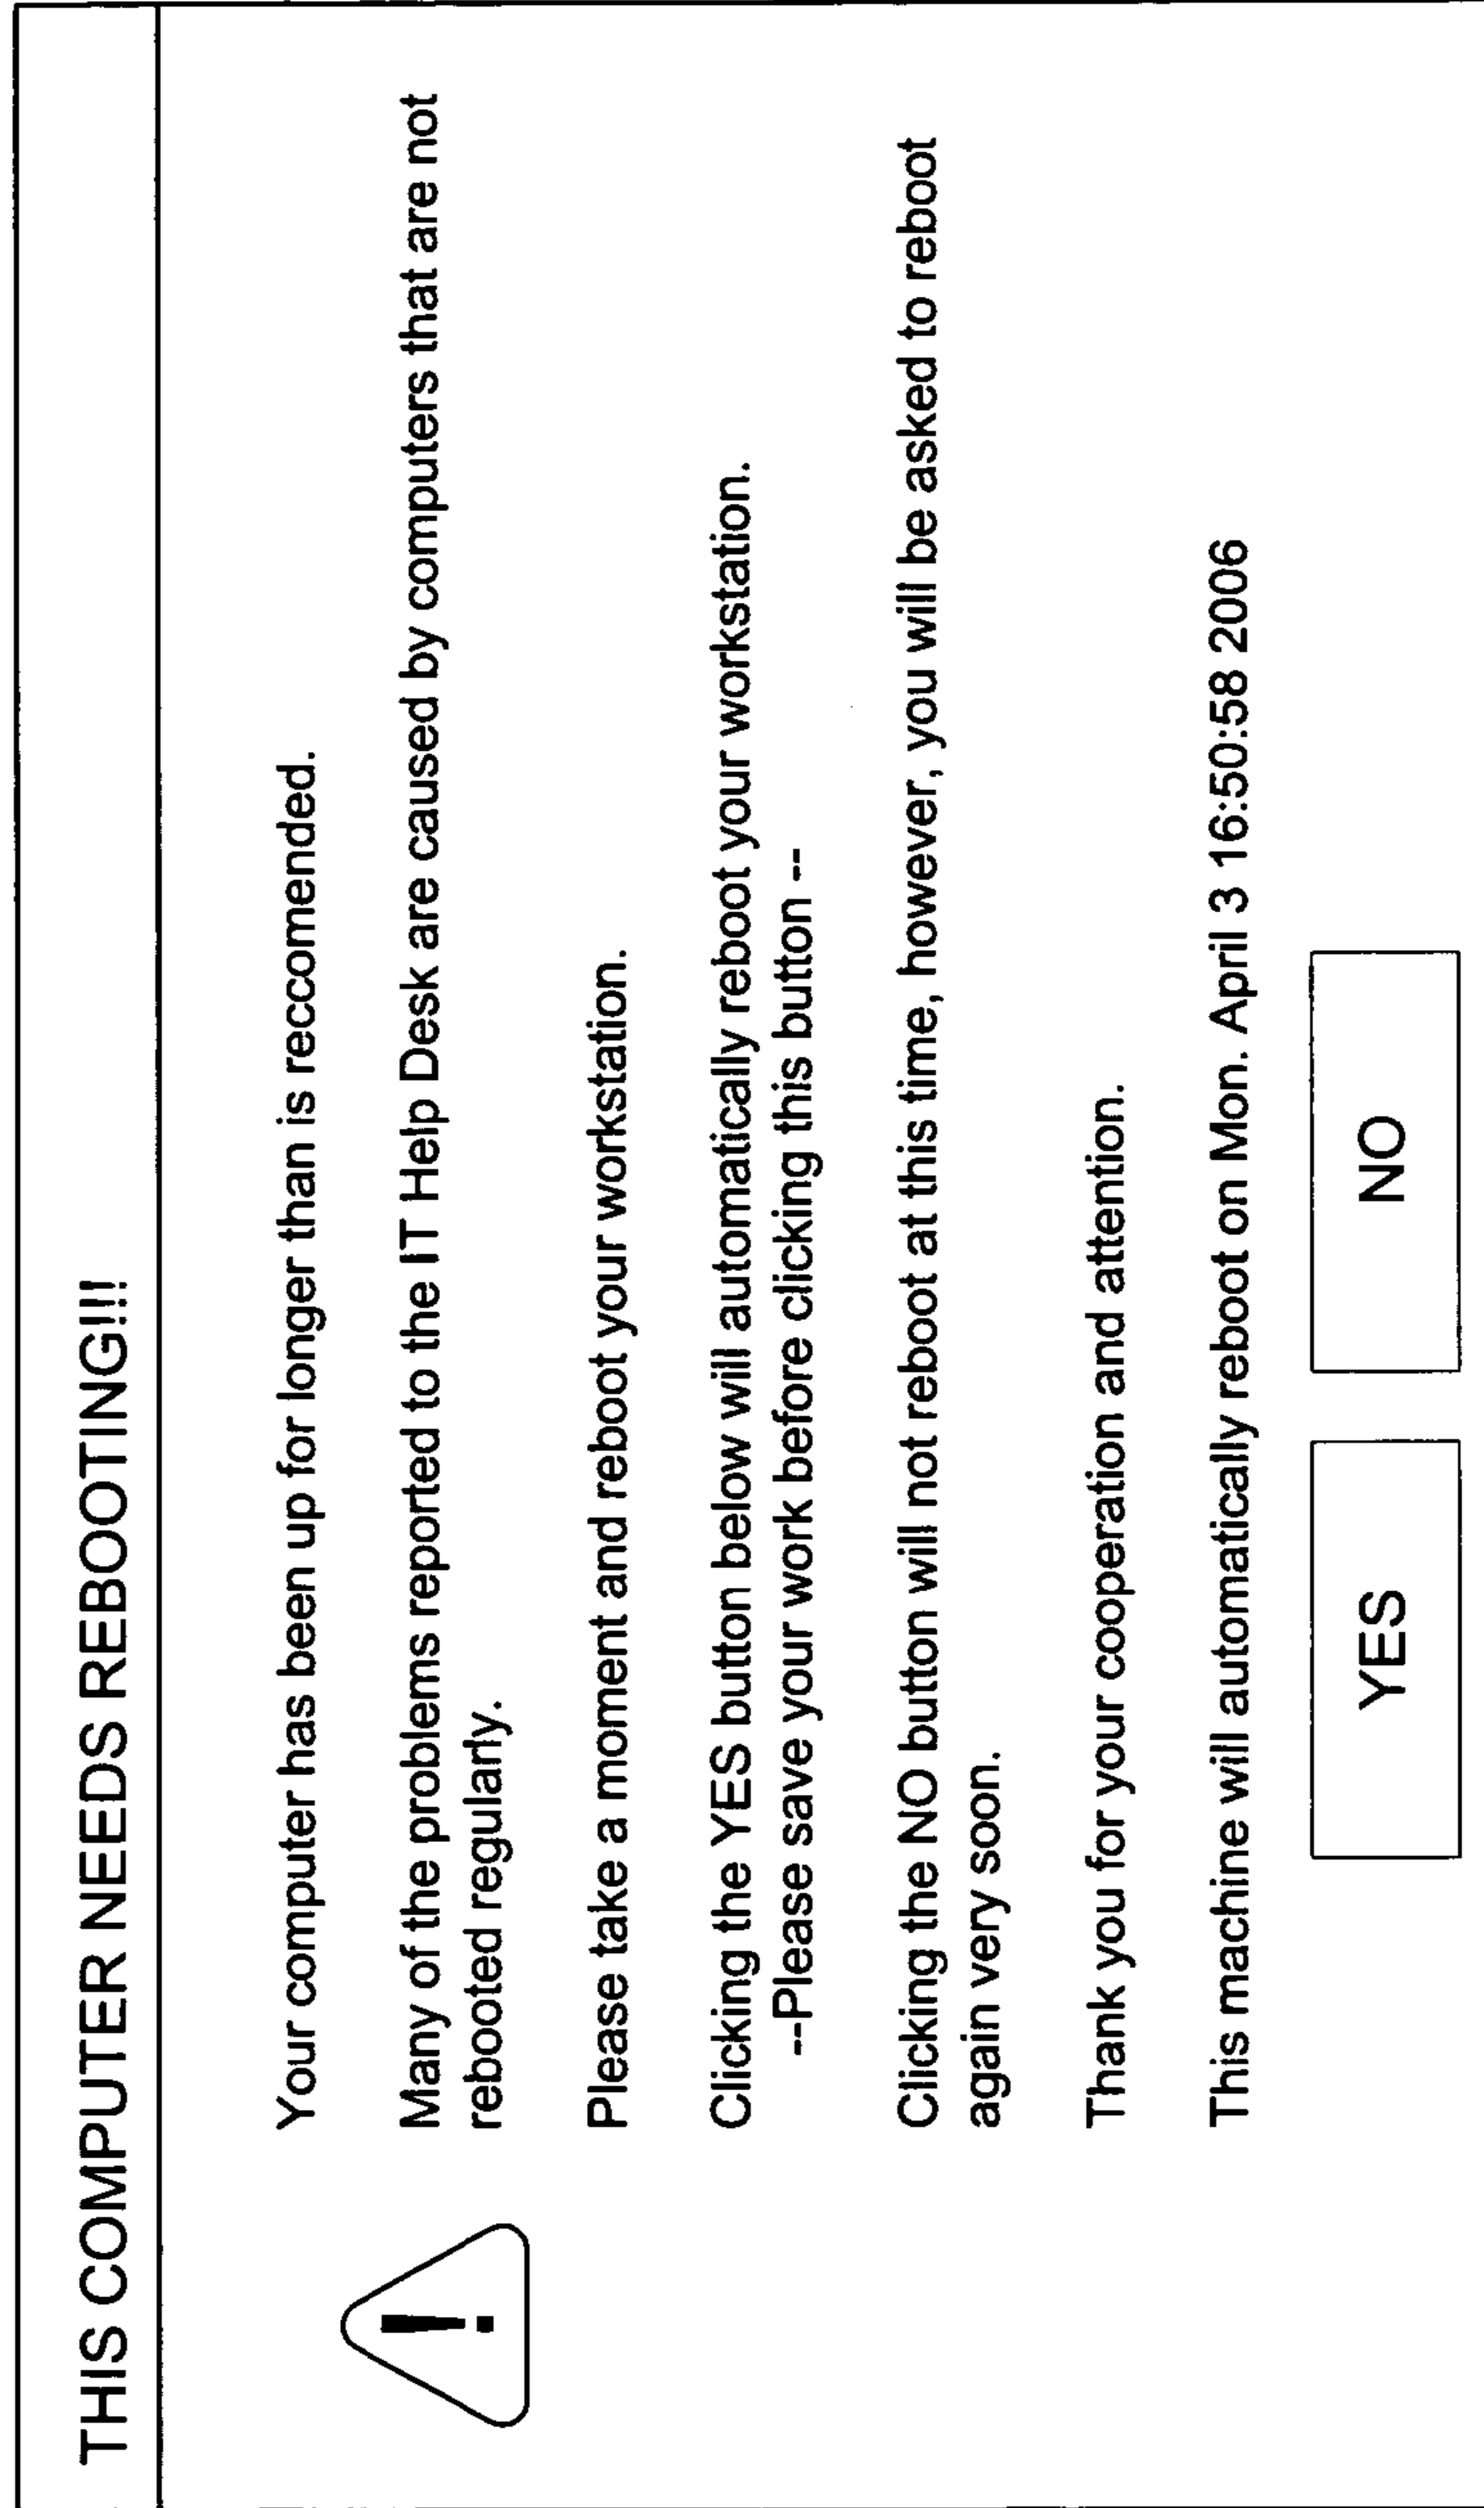 THIS COMPUTER NEEDS REBOOTING!!!
Your computer has been up for longer than is reccomended.
Many of the problems reported to the IT Help Desk are caused by computers that are not
rebooted regularly.
Please take a moment and reboot your workstation.
Clicking the YES button below will automatically reboot your workstation.
--Please save your work before clicking this button --
Clicking the NO button will not reboot at this time, however, you will be asked to reboot
again very soon.
Thank you for your cooperation and attention.
This machine will automatically reboot on Mon. April 3 16:50:58 2006
YES NO